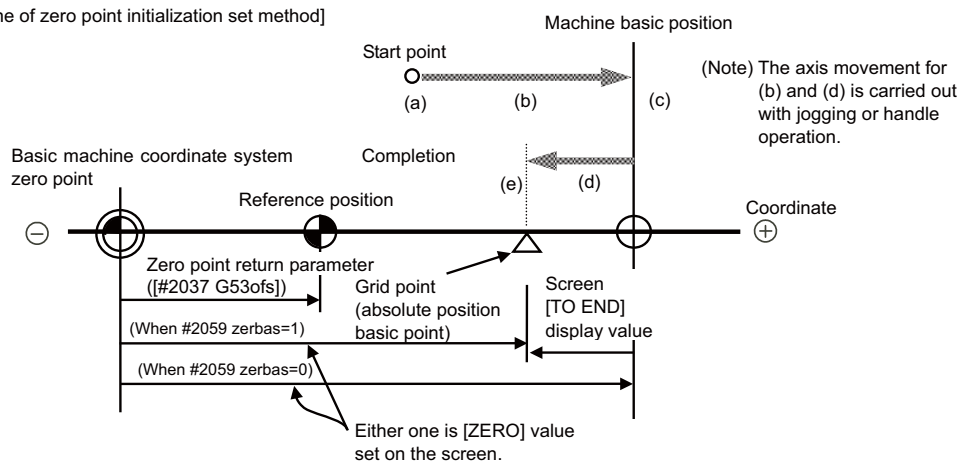 ne of zero point initialization set method]
Machine basic position
Start point
(a)
(b)
(c)
(Note) The axis movement for
(b) and (d) is carried out
with jogging or handle
operation.
Basic machine coordinate system
zero point
Completion
(e)
(d)
Reference position
Coordinate
−
+
Zero point return parameter
([#2037 G53ofs])
Grid point
(absolute position
basic point)
Screen
[TO END]
display value
(When #2059 zerbas=1)
(When #2059 zerbas=0)
Either one is [ZERO] value
set on the screen.